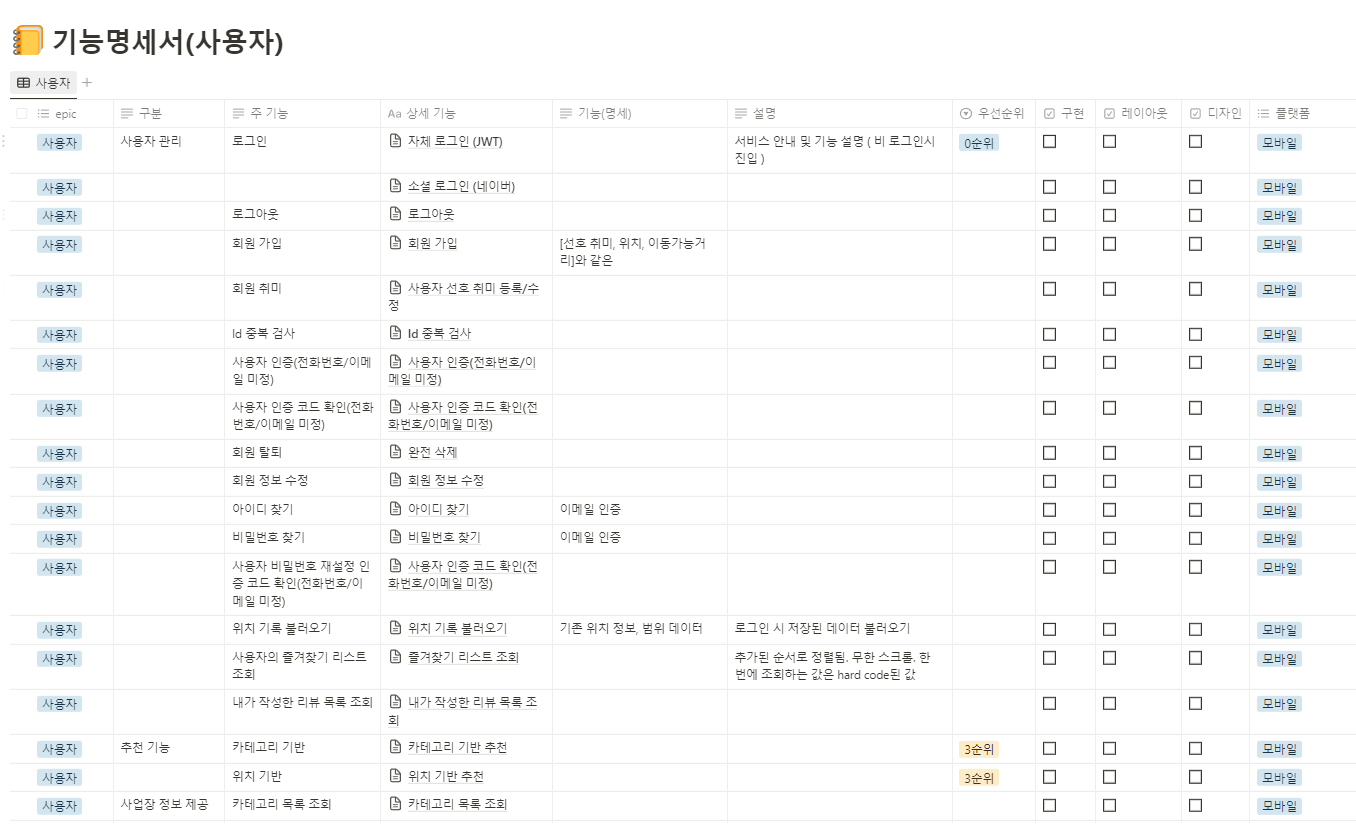 기능명세서(사용자)
사용자
epic 구분 주 기능 Aa 상세 기능 기능(명세) 설명 우선순위 구현 레이아웃 디자인 플랫폼
사용자 사용자 관리 로그인 자체 로그인 (JWT) 서비스 안내 및 기능 설명 ( 비 로그인시 0순위 모바일
진입 )
사용자 소셜 로그인 (네이버) 모바일
사용자 로그아웃 로그아웃 모바일
사용자 회원 가입 회원 가입 [선호 취미, 위치, 이동가능거 모바일
리]와 같은
사용자 회원 취미 사용자 선호 취미 등록/수 모바일
정
사용자 Id 중복 검사 Id 중복 검사 모바일
사용자 사용자 인증(전화번호/이메 사용자 인증(전화번호/이 모바일
일 미정) 메일 미정)
사용자 사용자 인증 코드 확인(전화 사용자 인증 코드 확인(전 모바일
번호/이메일 미정) 화번호/이메일 미정)
사용자 회원 탈퇴 완전 삭제 모바일
사용자 회원 정보 수정 회원 정보 수정 모바일
사용자 아이디 찾기 아이디 찾기 이메일 인증 모바일
사용자 비밀번호 찾기 비밀번호 찾기 이메일 인증 모바일
사용자 사용자 비밀번호 재설정 인 사용자 인증 코드 확인(전 모바일
증 코드 확인(전화번호/이 화번호/이메일 미정)
메일 미정)
사용자 위치 기록 불러오기 위치 기록 불러오기 기존 위치 정보, 범위 데이터 로그인 시 저장된 데이터 불러오기 모바일
사용자 사용자의 즐겨찾기 리스트 즐겨찾기 리스트 조회 추가된 순서로 정렬됨. 무한 스크롤. 한 모바일
조회 번에 조회하는 값은 hard code된 값
사용자 내가 작성한 리뷰 목록 조회 내가 작성한 리뷰 목록 조 모바일
회
사용자 추천 기능 카테고리 기반 카테고리 기반 추천 3순위 모바일
사용자 위치 기반 위치 기반 추천 3순위 모바일
사용자 사업장 정보 제공 카테고리 목록 조회 카테고리 목록 조회 모바일